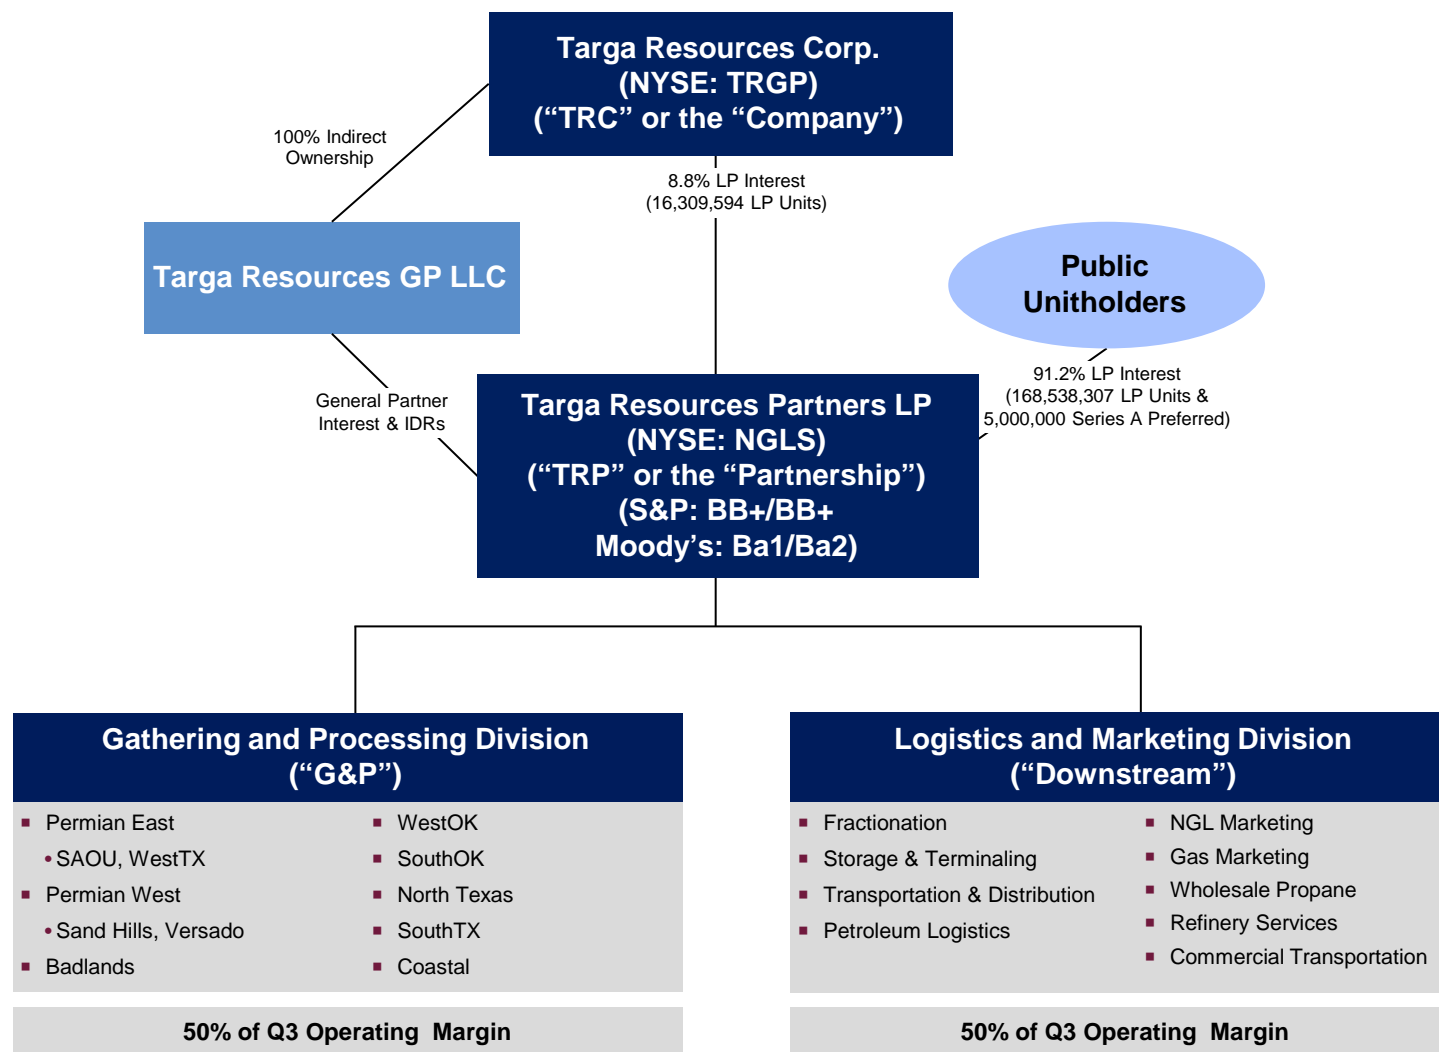 Targa Resources Corp.
(NYSE: TRGP)
(“TRC” or the “Company”)
100% Indirect
Ownership
8.8% LP Interest
(16,309,594 LP Units)
Targa Resources GP LLC
Public
Unitholders
General Partner
Interest & IDRs
91.2% LP Interest
(168,538,307 LP Units &
5,000,000 Series A Preferred)
Targa Resources Partners LP
(NYSE: NGLS)
(“TRP” or the “Partnership”)
(S&P: BB+/BB+
Moody’s: Ba1/Ba2)
Gathering and Processing Division
(“G&P”)
▪ Permian East
• SAOU, WestTX
▪ Permian West
• Sand Hills, Versado
▪ Badlands
▪ WestOK
▪ SouthOK
▪ North Texas
▪ SouthTX
▪ Coastal
50% of Q3 Operating Margin
Logistics and Marketing Division
(“Downstream”)
▪ Fractionation
▪ Storage & Terminaling
▪ Transportation & Distribution
▪ Petroleum Logistics
▪ NGL Marketing
▪ Gas Marketing
▪ Wholesale Propane
▪ Refinery Services
▪ Commercial Transportation
50% of Q3 Operating Margin